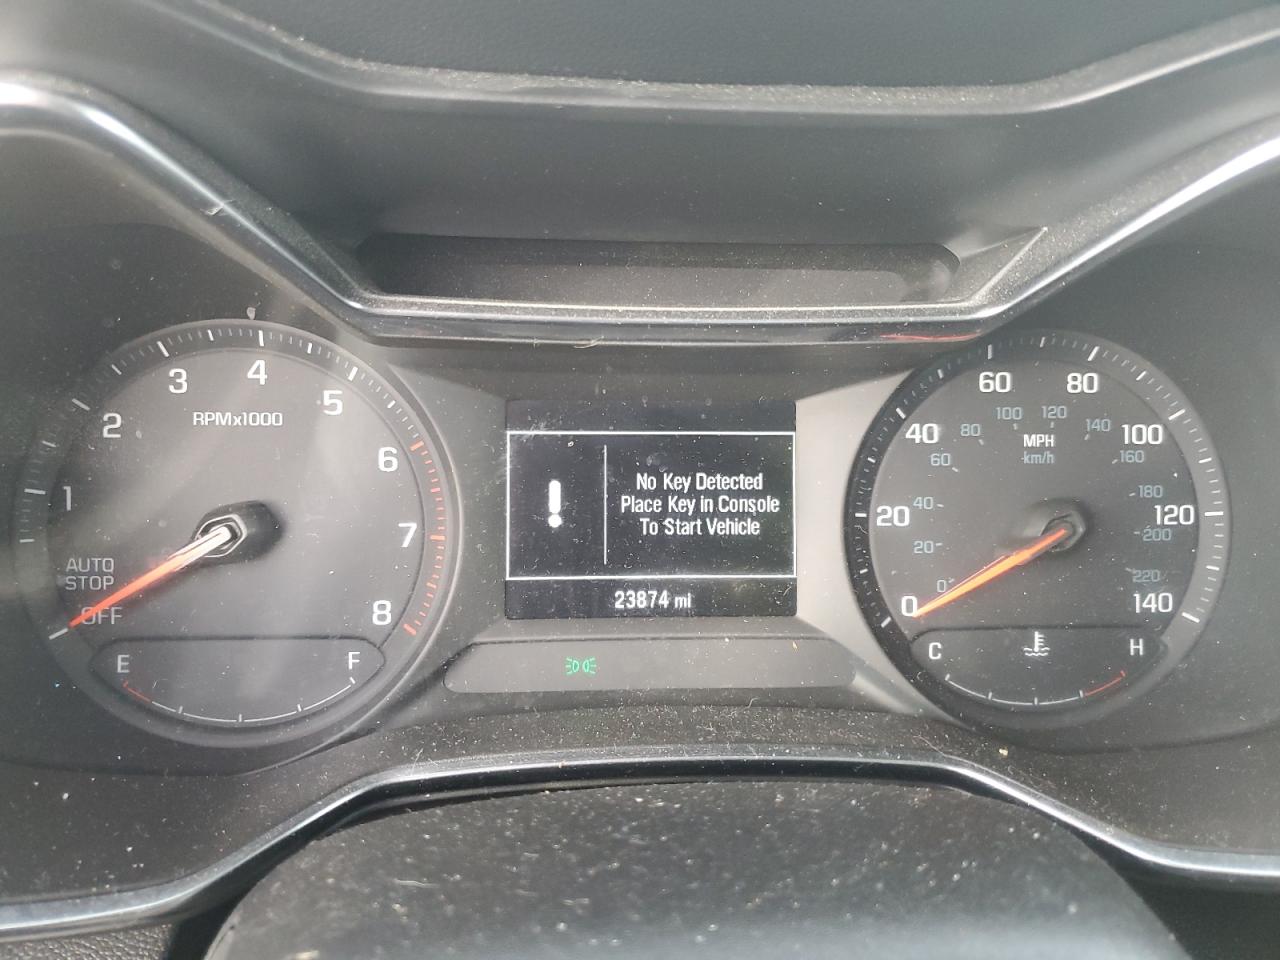 1
2
3
4
5
6
7
8
RPMx1000
AUTO
STOP
OFF
E
F
No Key Detected
Place Key in Console
To Start Vehicle
23874 mi
0
20
40
60
80
100
120
140
MPH
km/h
0
20
40
60
80
100
120
140
160
180
200
220
C
H